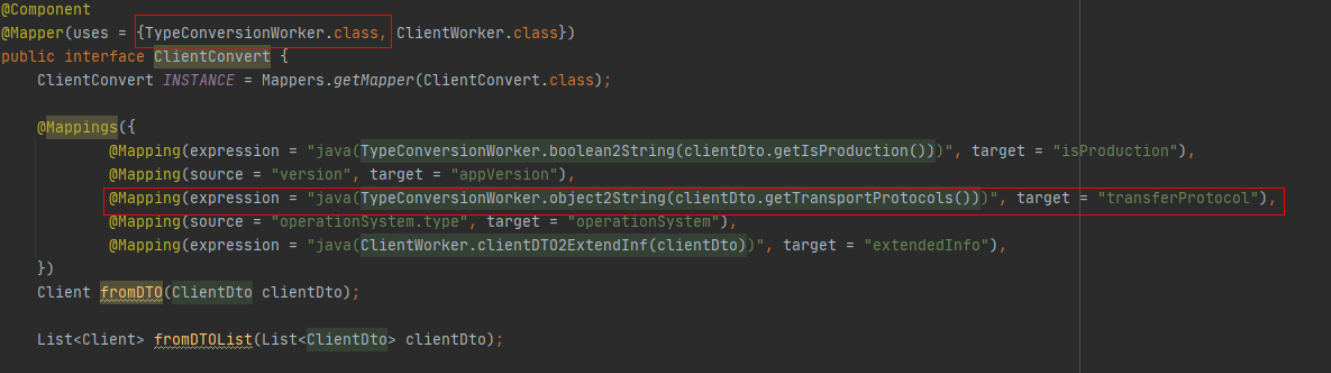 @Component
@Mapper(uses = {TypeConversionWorker.class, ClientWorker.class})
public interface ClientConvert {
    ClientConvert INSTANCE = Mappers.getMapper(ClientConvert.class);
    @Mappings({
            @Mapping(expression = "java(TypeConversionWorker.boolean2String(clientDto.getIsProduction()))", target = "isProduction"),
            @Mapping(source = "version", target = "appVersion"),
            @Mapping(expression = "java(TypeConversionWorker.object2String(clientDto.getTransportProtocols()))", target = "transferProtocol"),
            @Mapping(source = "operationSystem.type", target = "operationSystem"),
            @Mapping(expression = "java(ClientWorker.clientDTO2ExtendInf(clientDto))", target = "extendedInfo"),
    })
    Client fromDTO(ClientDto clientDto);
    List<Client> fromDTOList(List<ClientDto> clientDto);